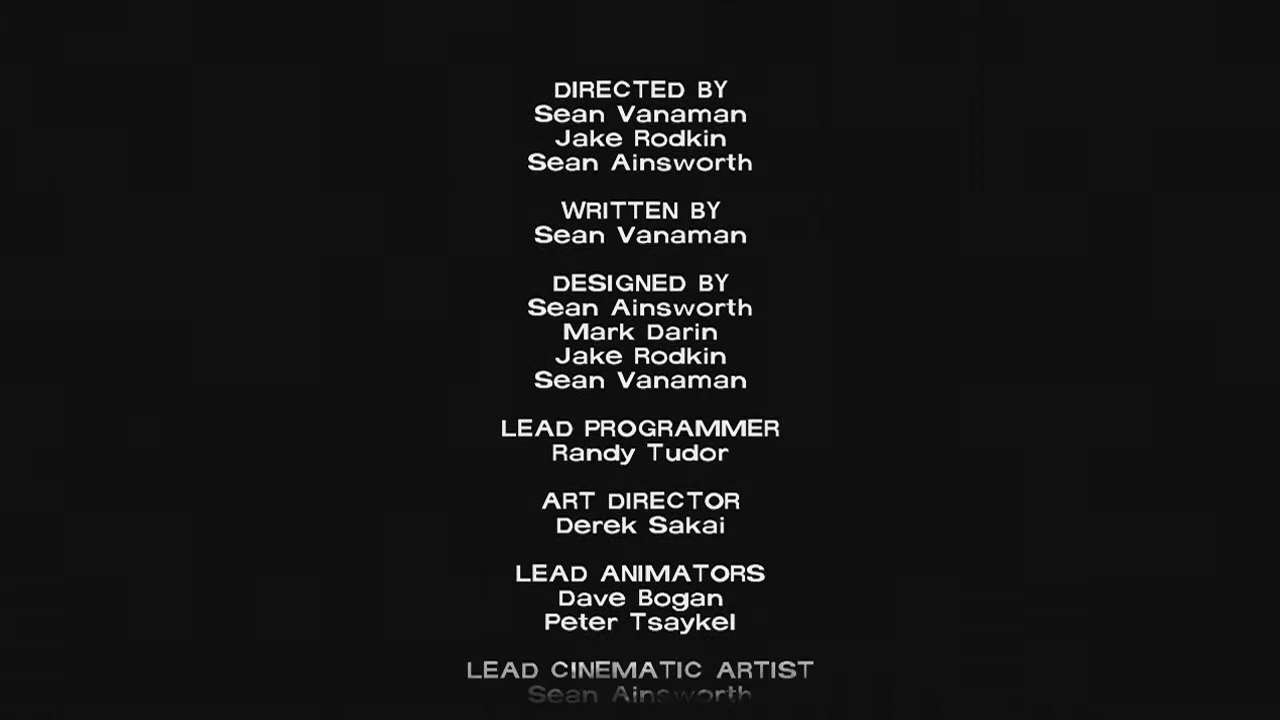 DIRECTED BY
Sean Vanaman
Jake Rodkin
Sean Ainsworth
WRITTEN BY
Sean Vanaman
DESIGNED BY
Sean Ainsworth
Mark Darin
Jake Rodkin
Sean Vanaman
LEAD PROGRAMMER
Randy Tudor
ART DIRECTOR
Derek Sakai
LEAD ANIMATORS
Dave Bogan
Peter Tsaykel
LEAD CINEMATIC ARTIST
Sean Ainsworth